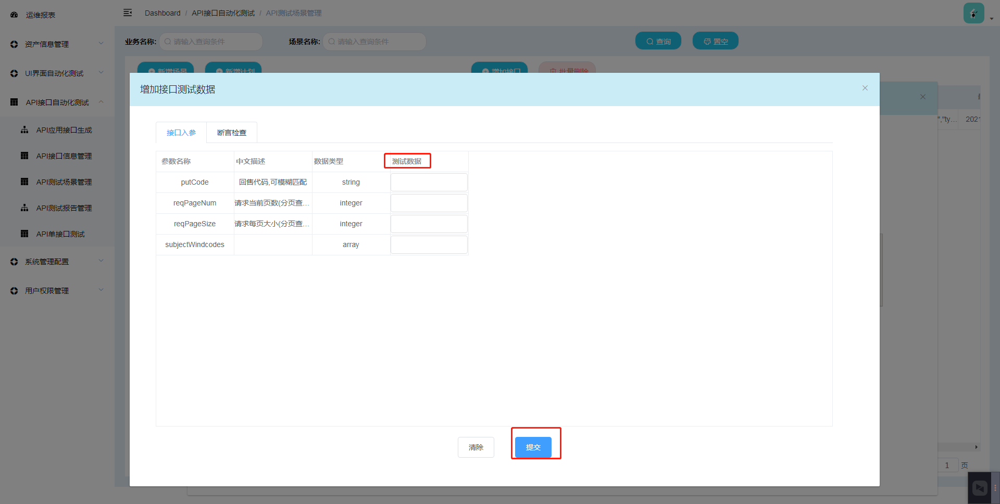 运维报表
资产信息管理
UI界面自动化测试
API接口自动化测试
API应用接口生成
API接口信息管理
API测试场景管理
API测试报告管理
API单接口测试
系统管理配置
用户权限管理
Dashboard / API接口自动化测试 / API测试场景管理
业务名称: 请输入查询条件 场景名称: 请输入查询条件 查询 置空
新增场景 新增计划 增加接口 批量删除
增加接口测试数据
接口入参 断言检查
参数名称 中文描述 数据类型 测试数据
putCode 回售代码,可模糊匹配 string
reqPageNum 请求当前页数(分页查... integer
reqPageSize 请求每页大小(分页查... integer
subjectWindcodes array
清除 提交
","ty... 2021
1 页